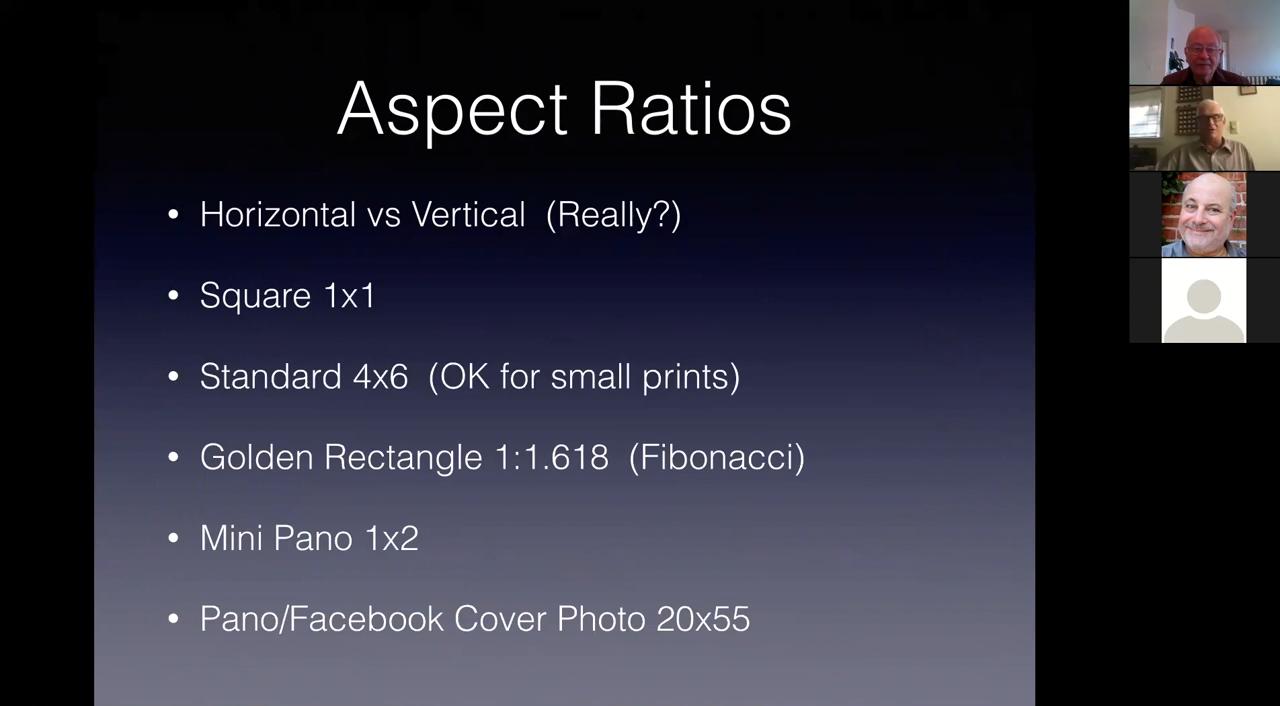 Aspect Ratios
• Horizontal vs Vertical (Really?)
• Square 1x1
• Standard 4x6 (OK for small prints)
• Golden Rectangle 1:1.618 (Fibonacci)
• Mini Pano 1x2
• Pano/Facebook Cover Photo 20x55